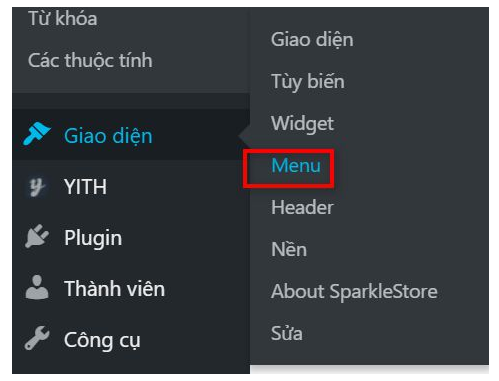 Từ khóa
Các thuộc tính
Giao diện
YITH
Plugin
Thành viên
Công cụ
Giao diện
Tùy biến
Widget
Menu
Header
Nền
About SparkleStore
Sửa